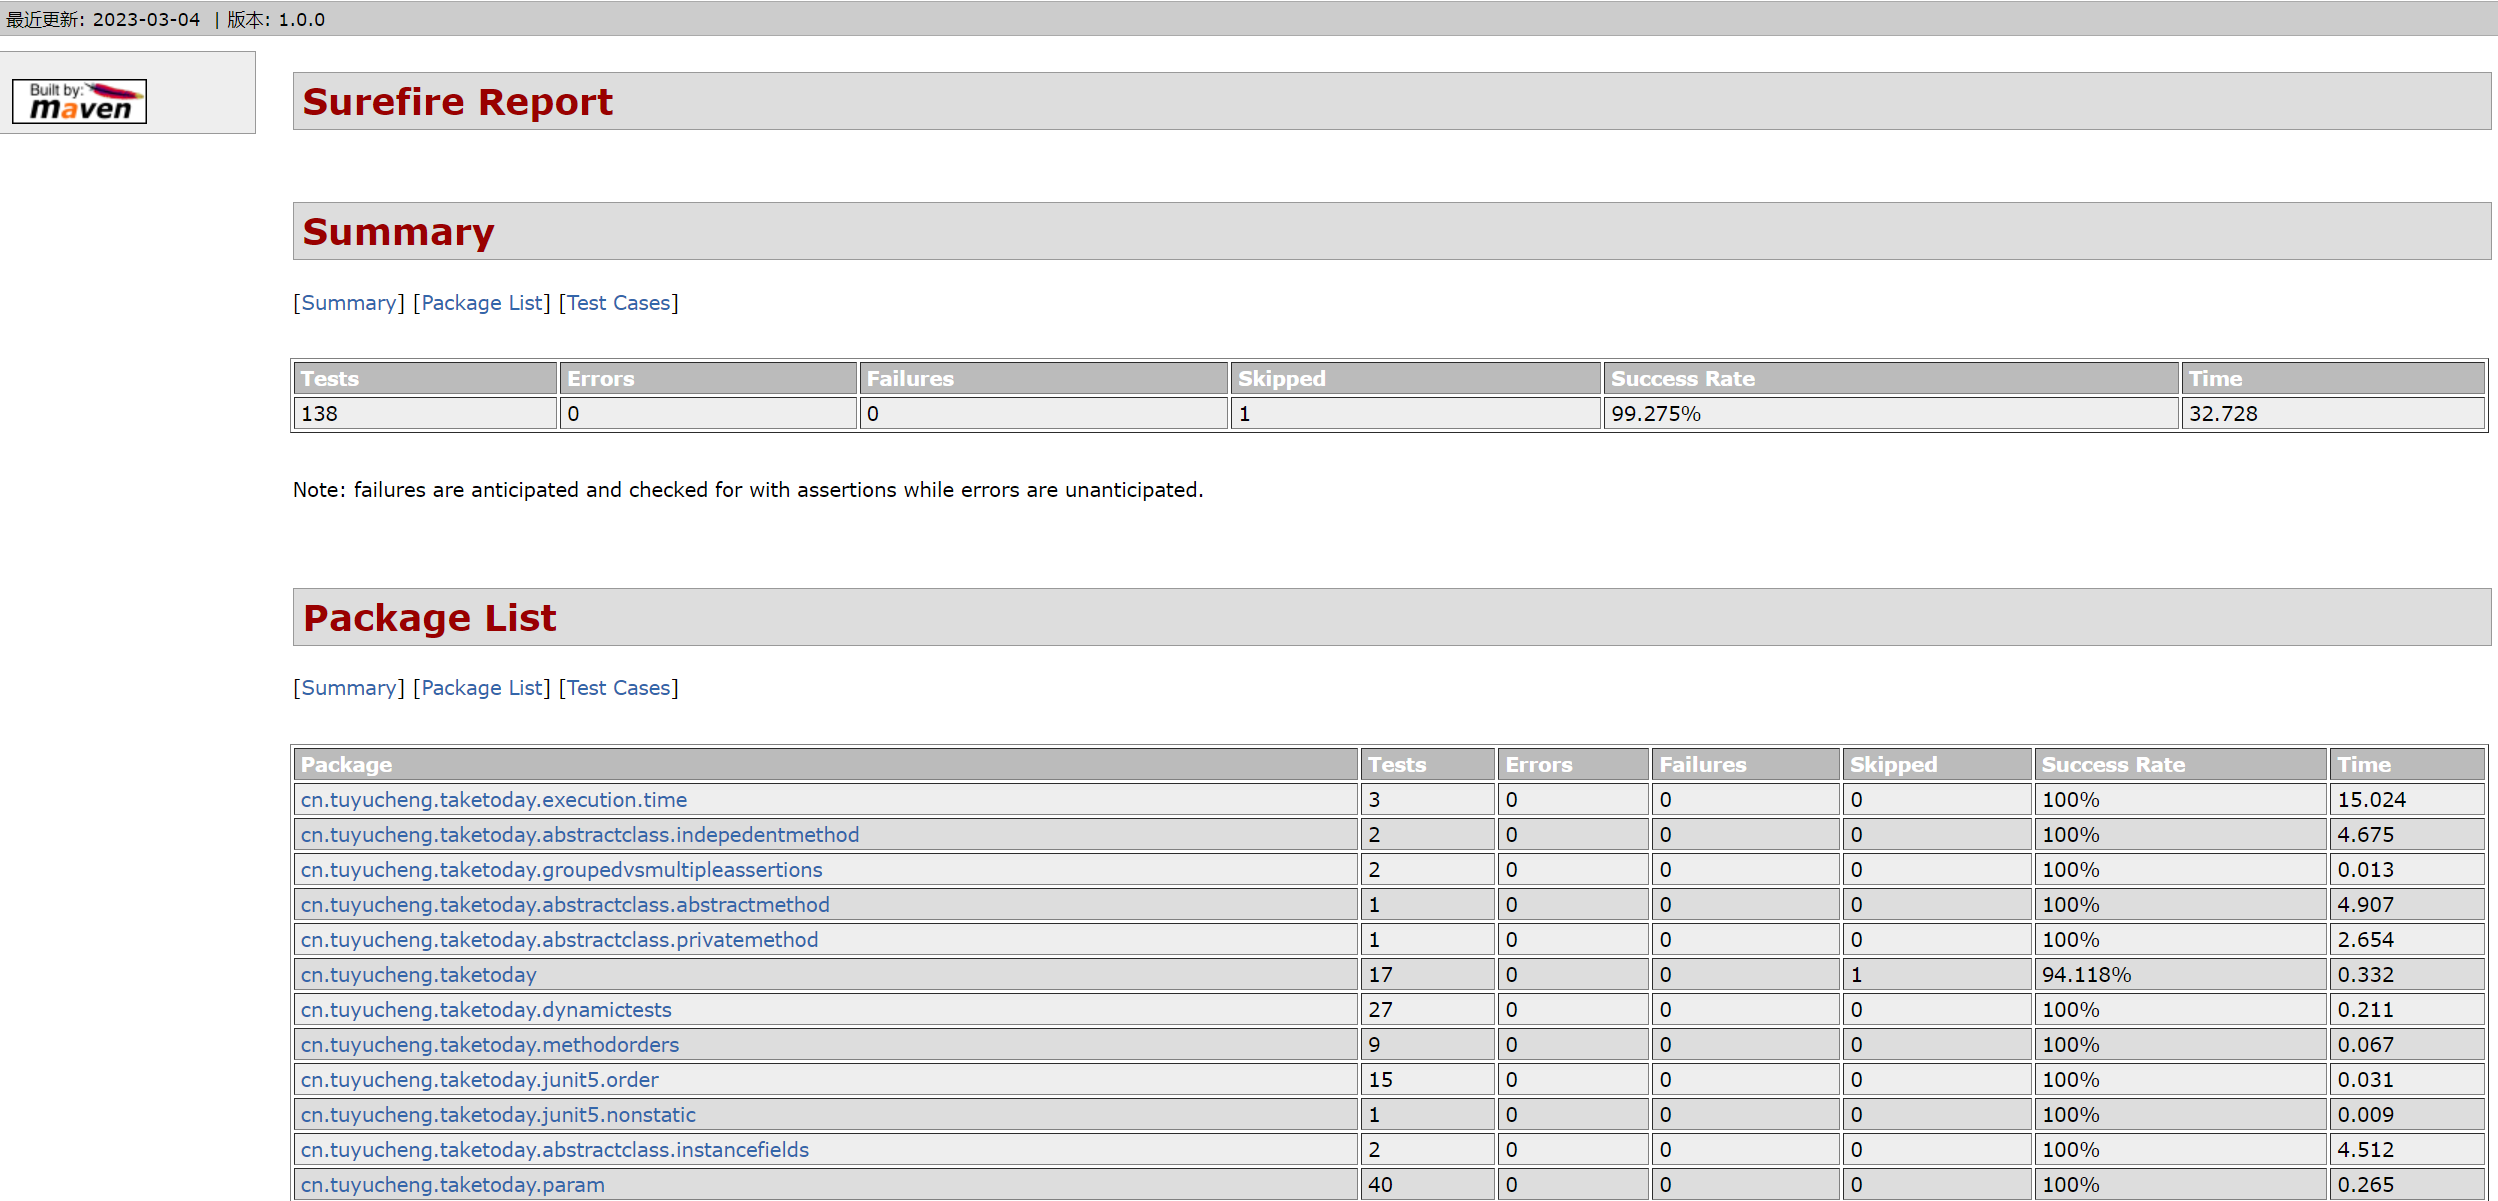 最近更新: 2023-03-04 | 版本: 1.0.0
Built by:
maven
Surefire Report
Summary
[Summary] [Package List] [Test Cases]
Tests Errors Failures Skipped Success Rate Time
138 0 0 1 99.275% 32.728
Note: failures are anticipated and checked for with assertions while errors are unanticipated.
Package List
[Summary] [Package List] [Test Cases]
Package Tests Errors Failures Skipped Success Rate Time
cn.tuyucheng.taketoday.execution.time 3 0 0 0 100% 15.024
cn.tuyucheng.taketoday.abstractclass.indepedentmethod 2 0 0 0 100% 4.675
cn.tuyucheng.taketoday.groupedvsmultipleassertions 2 0 0 0 100% 0.013
cn.tuyucheng.taketoday.abstractclass.abstractmethod 1 0 0 0 100% 4.907
cn.tuyucheng.taketoday.abstractclass.privatemethod 1 0 0 0 100% 2.654
cn.tuyucheng.taketoday 17 0 0 1 94.118% 0.332
cn.tuyucheng.taketoday.dynamictests 27 0 0 0 100% 0.211
cn.tuyucheng.taketoday.methodorders 9 0 0 0 100% 0.067
cn.tuyucheng.taketoday.junit5.order 15 0 0 0 100% 0.031
cn.tuyucheng.taketoday.junit5.nonstatic 1 0 0 0 100% 0.009
cn.tuyucheng.taketoday.abstractclass.instancefields 2 0 0 0 100% 4.512
cn.tuyucheng.taketoday.param 40 0 0 0 100% 0.265